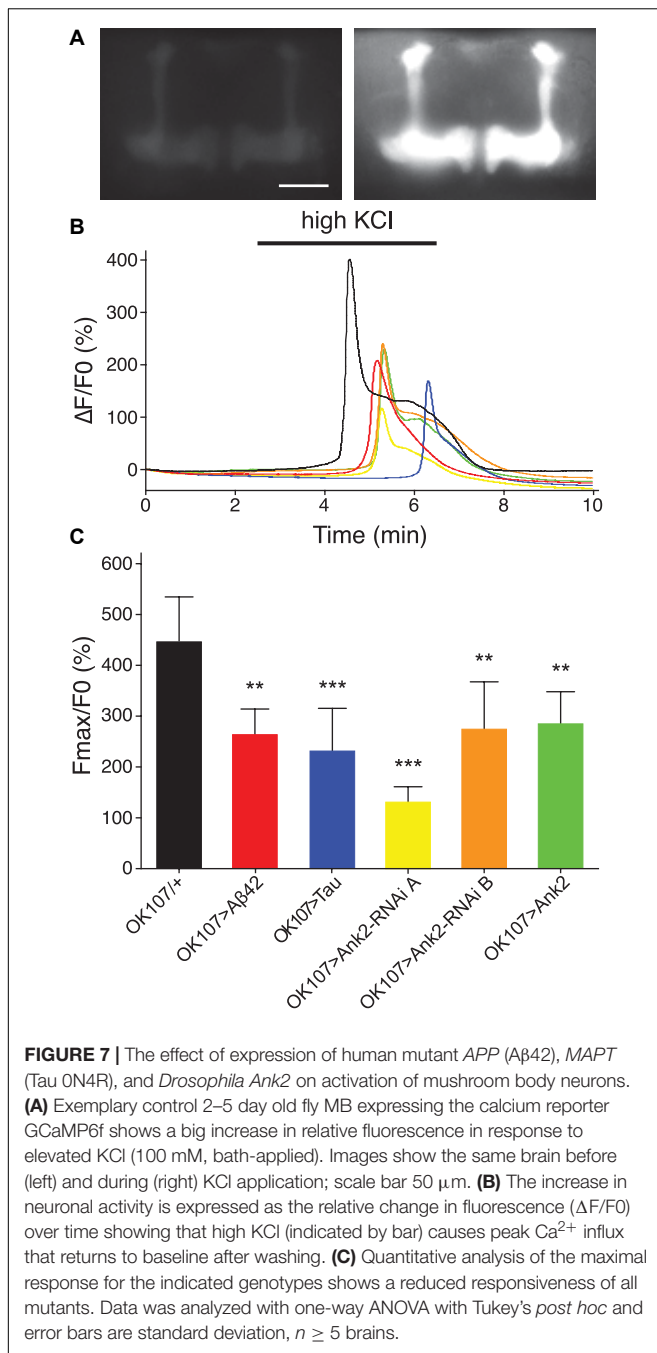 A
high KCl
B
400
300
200
100
0
ΔF/F0 (%)
0 2 4 6 8 10
Time (min)
C
600
500
400
300
200
100
0
Fmax/F0 (%)
** *** *** ** **
OK107/+
OK107>Aβ42
OK107>Tau
OK107>Ank2-RNAi A
OK107>Ank2-RNAi B
OK107>Ank2
FIGURE 7 | The effect of expression of human mutant APP (Aβ42), MAPT
(Tau 0N4R), and Drosophila Ank2 on activation of mushroom body neurons.
(A) Exemplary control 2–5 day old fly MB expressing the calcium reporter
GCaMP6f shows a big increase in relative fluorescence in response to
elevated KCl (100 mM, bath-applied). Images show the same brain before
(left) and during (right) KCl application; scale bar 50 μm. (B) The increase in
neuronal activity is expressed as the relative change in fluorescence (ΔF/F0)
over time showing that high KCl (indicated by bar) causes peak Ca²⁺ influx
that returns to baseline after washing. (C) Quantitative analysis of the maximal
response for the indicated genotypes shows a reduced responsiveness of all
mutants. Data was analyzed with one-way ANOVA with Tukey's post hoc and
error bars are standard deviation, n ≥ 5 brains.